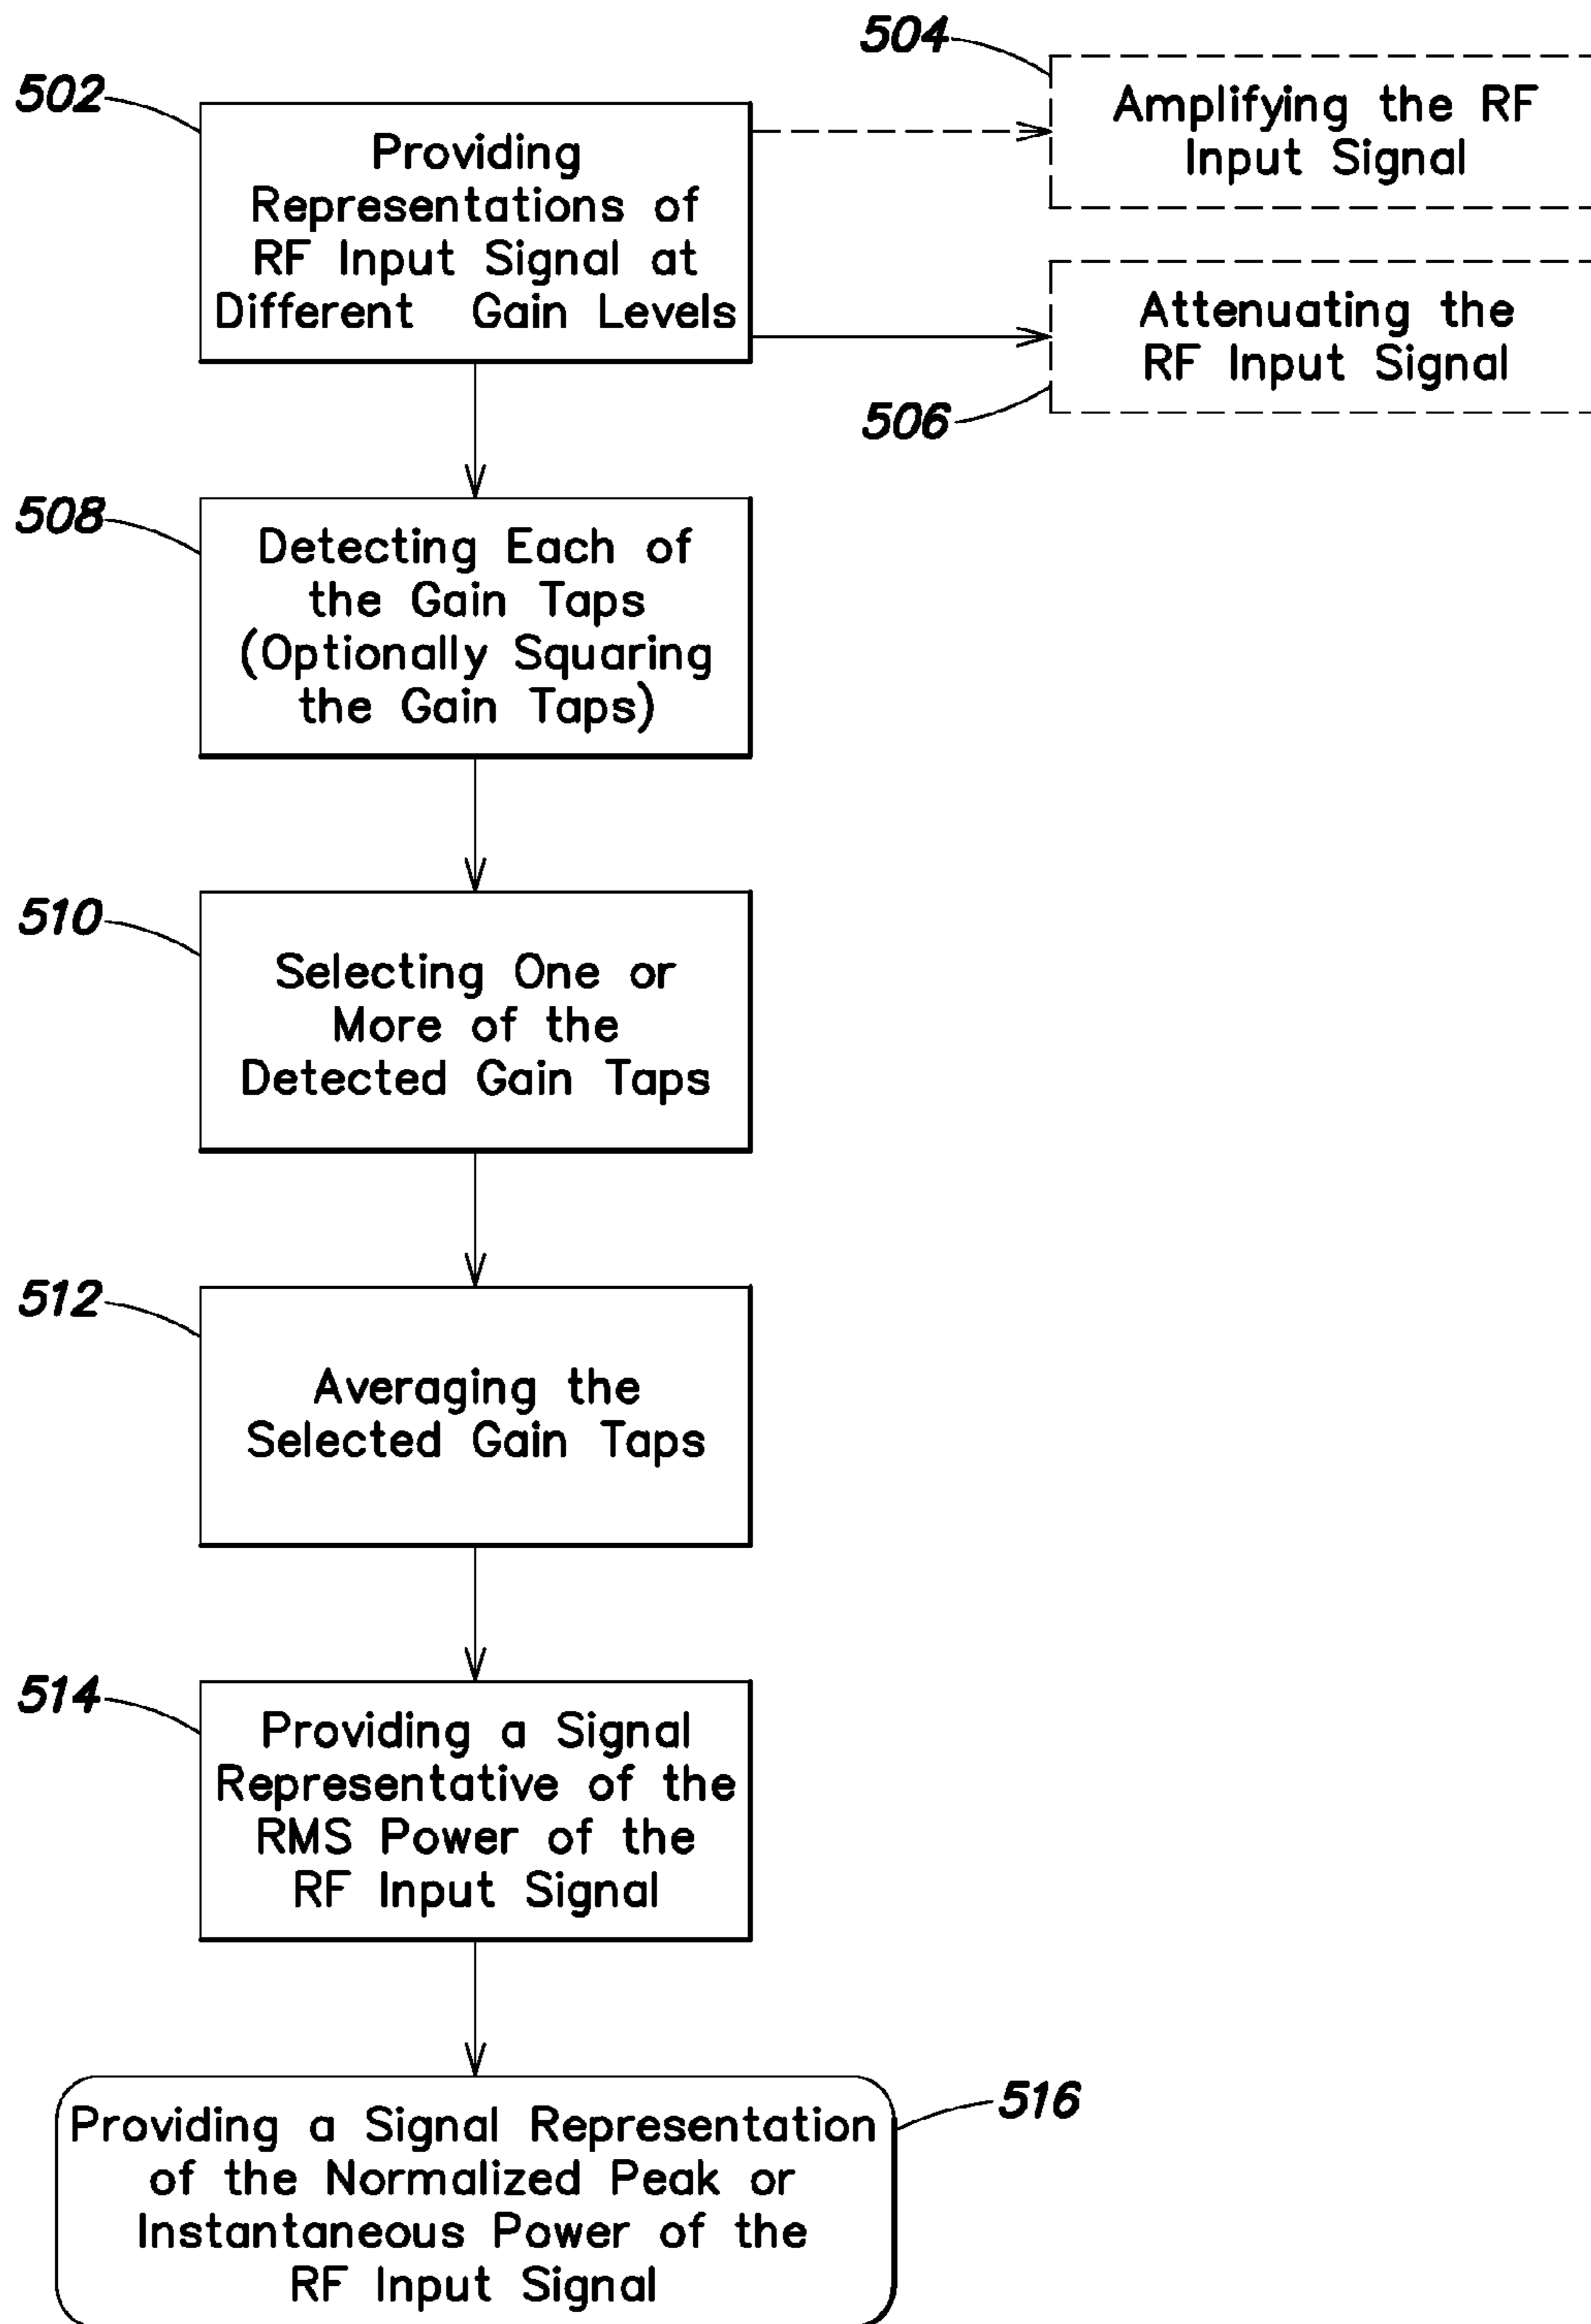 504
Amplifying the RF
Input Signal
502
Providing
Representations of
RF Input Signal at
Different Gain Levels
Attenuating the
RF Input Signal
506
508
Detecting Each of
the Gain Taps
(Optionally Squaring
the Gain Taps)
510
Selecting One or
More of the
Detected Gain Taps
512
Averaging the
Selected Gain Taps
514
Providing a Signal
Representative of the
RMS Power of the
RF Input Signal
516
Providing a Signal Representation
of the Normalized Peak or
Instantaneous Power of the
RF Input Signal